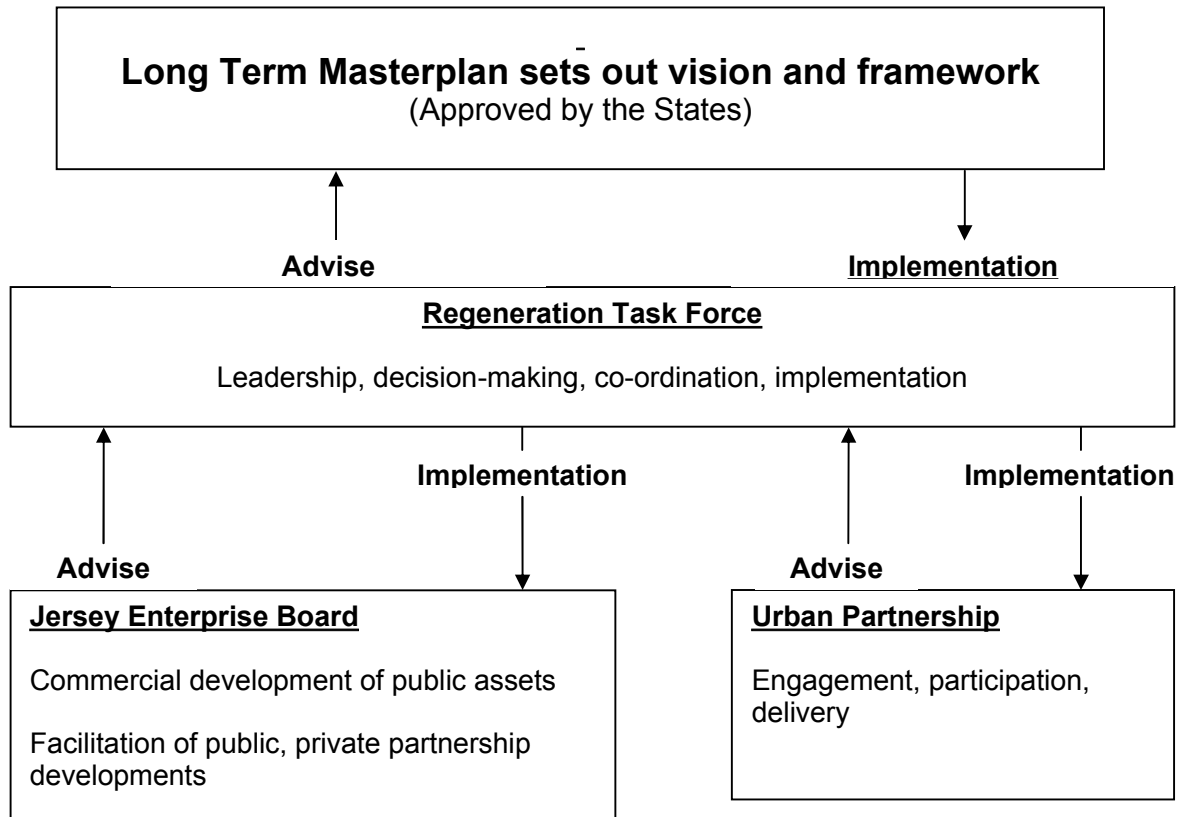 Long Term Masterplan sets out vision and framework
(Approved by the States)
Advise
Implementation
Regeneration Task Force
Leadership, decision-making, co-ordination, implementation
Implementation
Implementation
Advise
Advise
Jersey Enterprise Board
Commercial development of public assets
Facilitation of public, private partnership
developments
Urban Partnership
Engagement, participation,
delivery